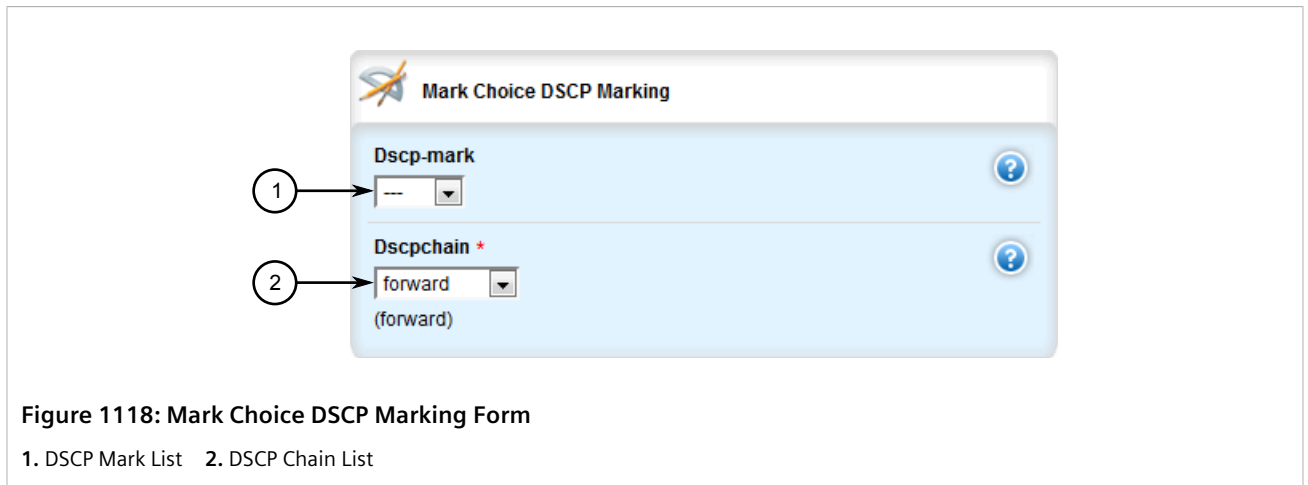 Mark Choice DSCP Marking
Dscp-mark
?
1
---
Dscpchain *
?
2
forward
(forward)
Figure 1118: Mark Choice DSCP Marking Form
1. DSCP Mark List 2. DSCP Chain List